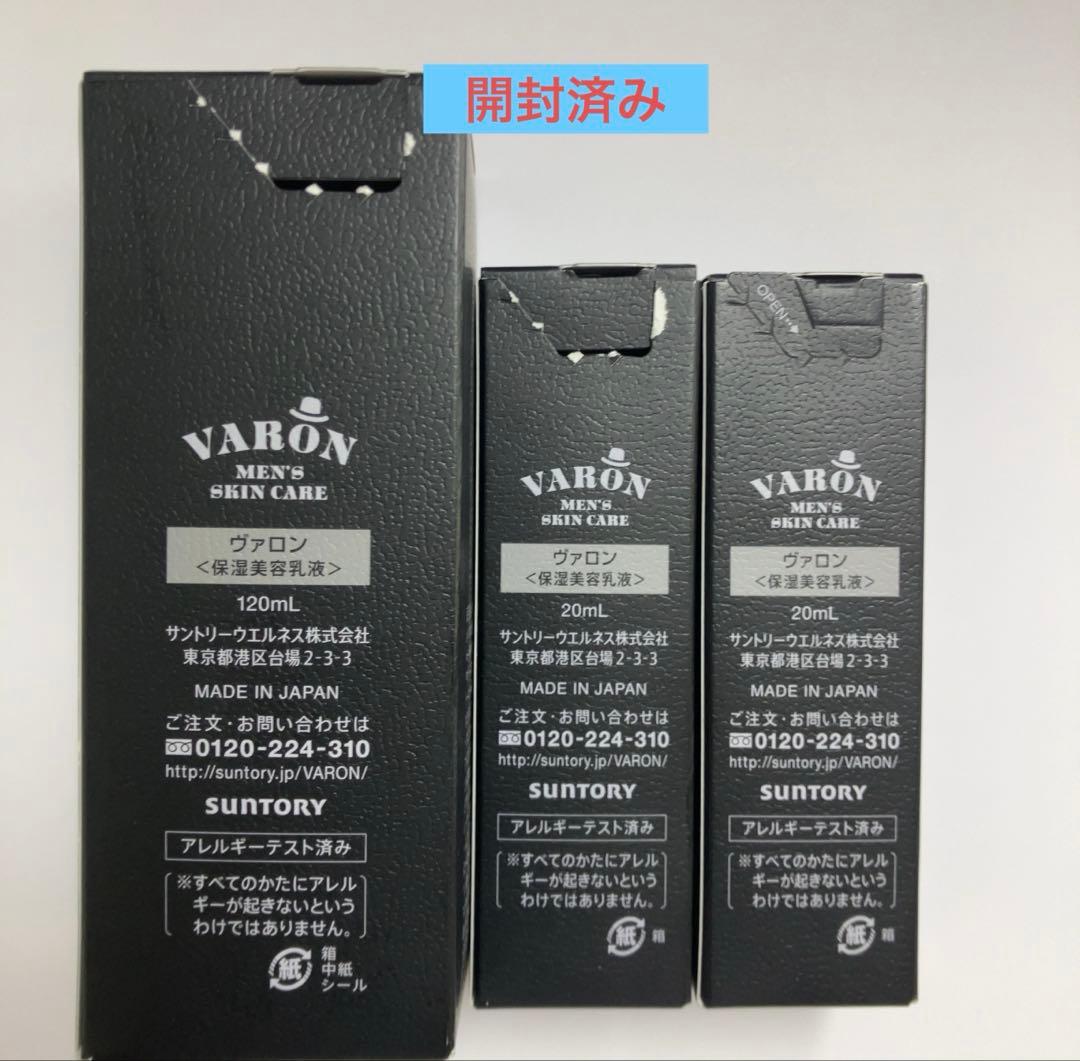 開封済み
VARON
MEN'S
SKIN CARE
ヴァロン
<保湿美容乳液>
120mL
サントリーウエルネス株式会社
東京都港区台場2-3-3
MADE IN JAPAN
ご注文・お問い合わせは
0120-224-310
http://suntory.jp/VARON/
SUNTORY
アレルギーテスト済み
※すべてのかたにアレル
ギーが起きないという
わけではありません。
紙
箱
中紙
シール
VARON
MEN'S
SKIN CARE
ヴァロン
<保湿美容乳液>
20mL
サントリーウエルネス株式会社
東京都港区台場2-3-3
MADE IN JAPAN
ご注文・お問い合わせは
0120-224-310
http://suntory.jp/VARON/
SUNTORY
アレルギーテスト済み
※すべてのかたにアレル
ギーが起きないという
わけではありません。
紙 箱
OPEN
VARON
MEN'S
SKIN CARE
ヴァロン
<保湿美容乳液>
20mL
サントリーウエルネス株式会社
東京都港区台場2-3-3
MADE IN JAPAN
ご注文・お問い合わせは
0120-224-310
http://suntory.jp/VARON/
SUNTORY
アレルギーテスト済み
※すべてのかたにアレル
ギーが起きないという
わけではありません。
紙 箱